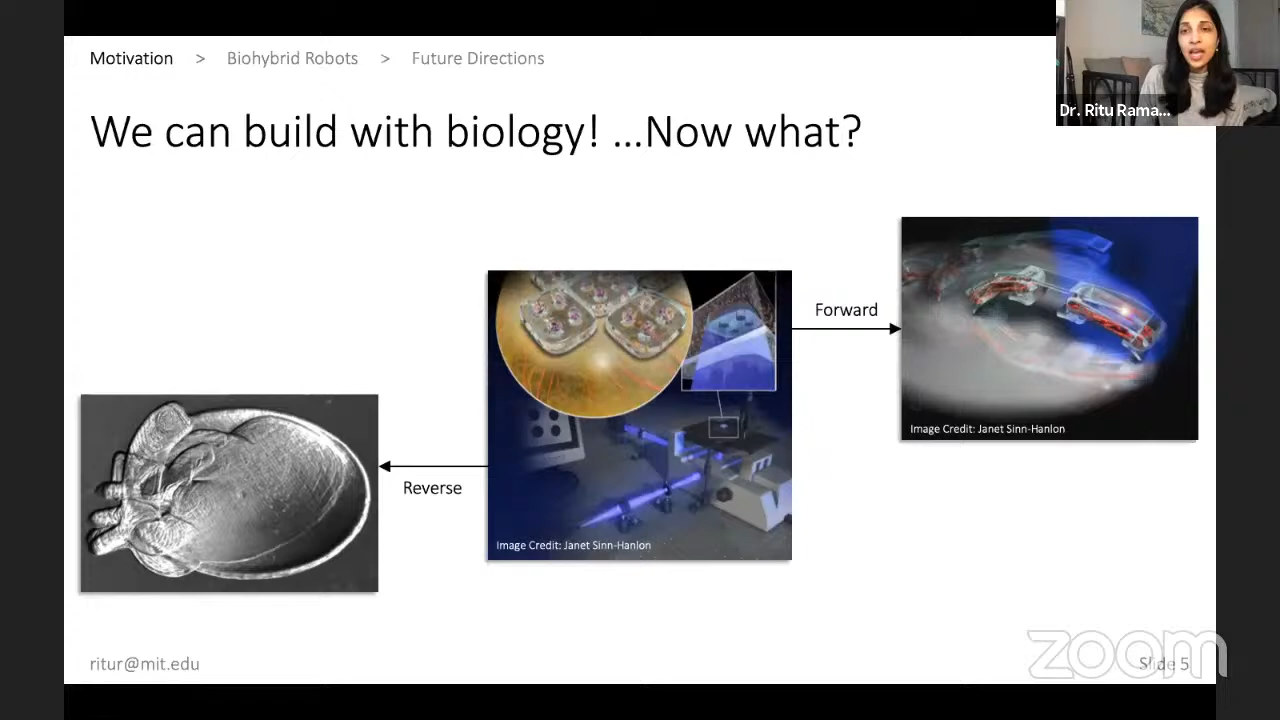 Motivation > Biohybrid Robots > Future Directions
Dr. Ritu Rama...
We can build with biology! ...Now what?
Forward
Image Credit: Janet Sinn-Hanlon
Reverse
Image Credit: Janet Sinn-Hanlon
ritur@mit.edu
Slide 5
zoom